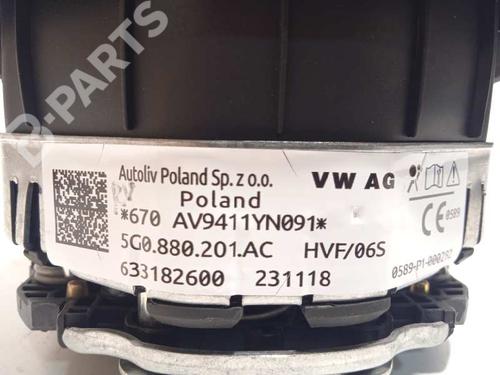 B-PARTS
Autoliv Poland Sp. z o.o.
VW AG
Poland
*670 AV9411YN091*
5G0.880.201.AC HVF/06S
633182600 231118
CE 0589
0589-P1-000292